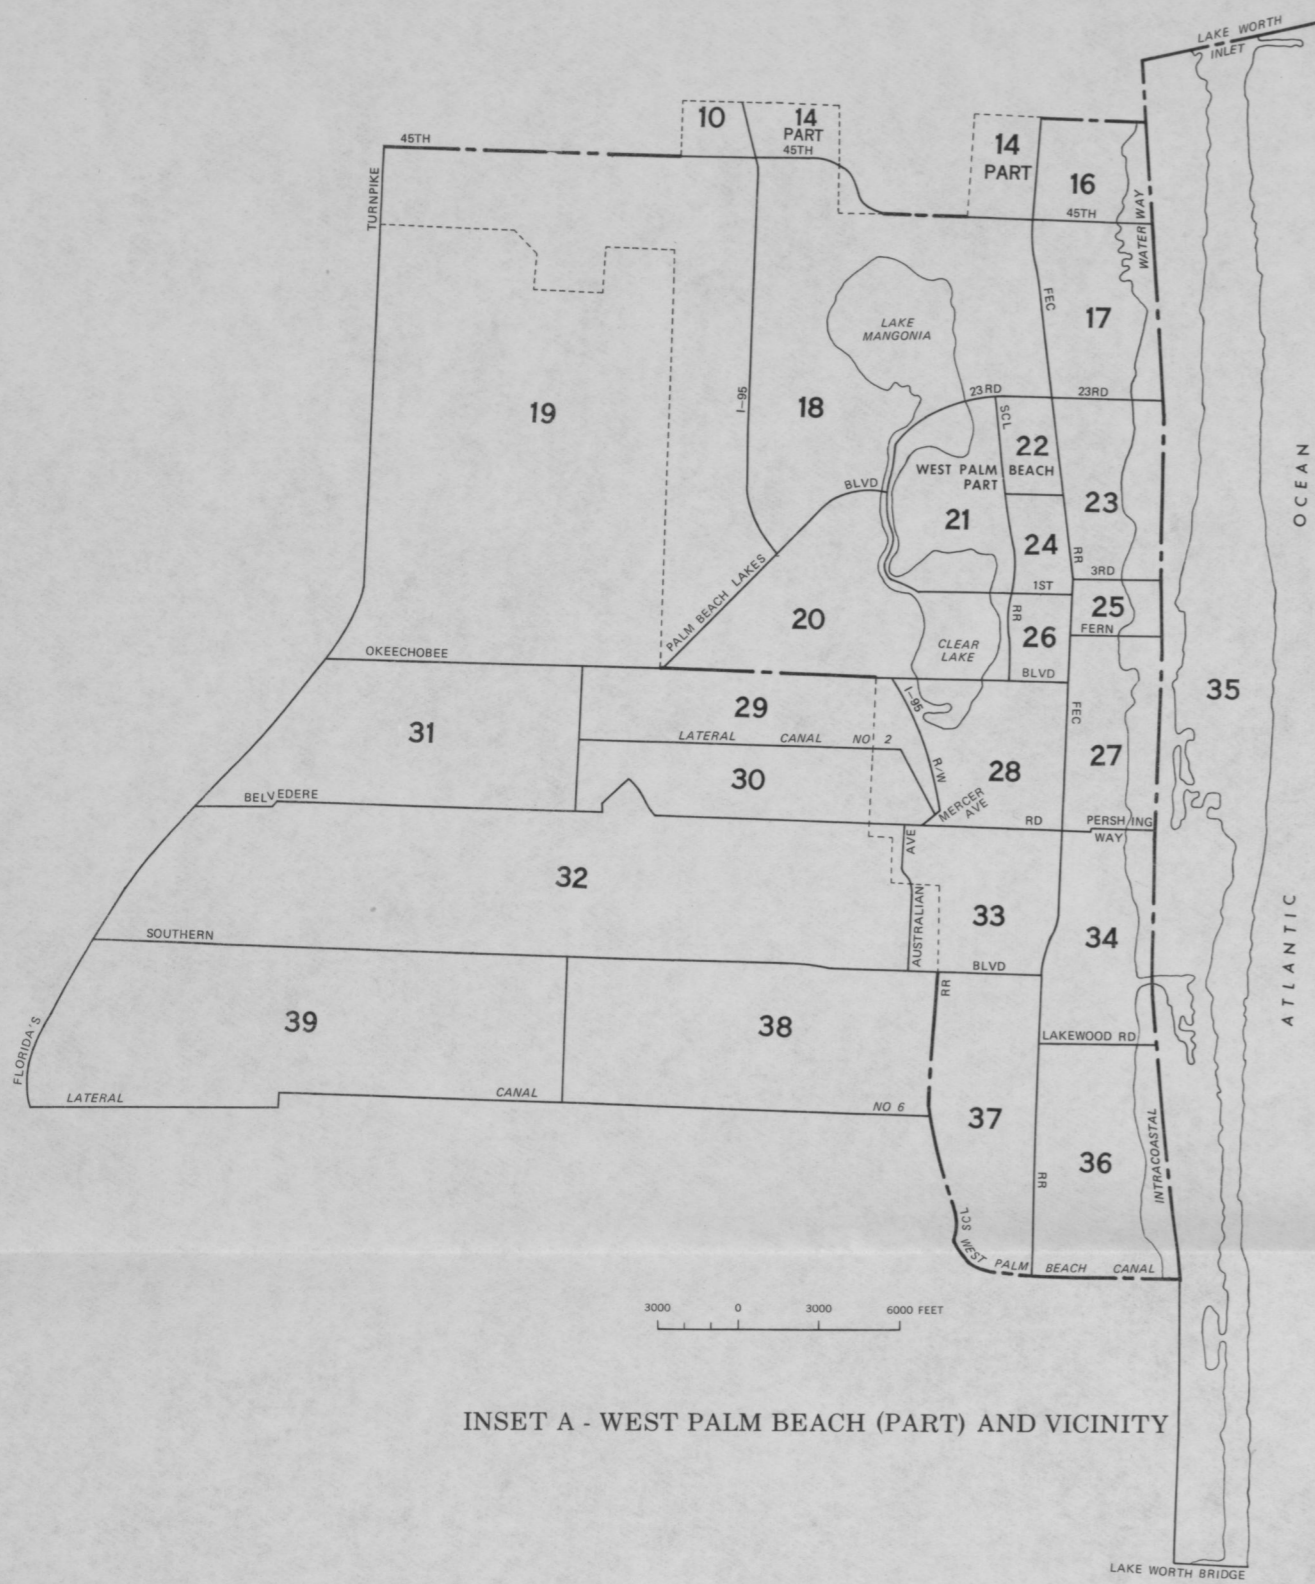 LAKE WORTH
INLET
10
14
PART
45TH
45TH
14
PART
16
45TH
TURNPIKE
WATER WAY
FEC
17
LAKE
MANGONIA
I-95
19
18
23RD
23RD
SCL
22
WEST PALM BEACH
PART
BLVD
21
23
OCEAN
24
RR
3RD
PALM BEACH LAKES
1ST
25
RR
20
26
FERN
CLEAR
LAKE
OKEECHOBEE
BLVD
35
I-95
29
FEC
31
LATERAL CANAL NO 2
27
R/W
28
30
BELVEDERE
MERCER
AVE
RD
PERSHING
WAY
AVE
32
AUSTRALIAN
33
34
ATLANTIC
SOUTHERN
BLVD
RR
39
38
LAKEWOOD RD
FLORIDA'S
LATERAL
CANAL
NO 6
37
36
INTRACOASTAL
RR
SCL
WEST PALM BEACH CANAL
3000 0 3000 6000 FEET
INSET A - WEST PALM BEACH (PART) AND VICINITY
LAKE WORTH BRIDGE